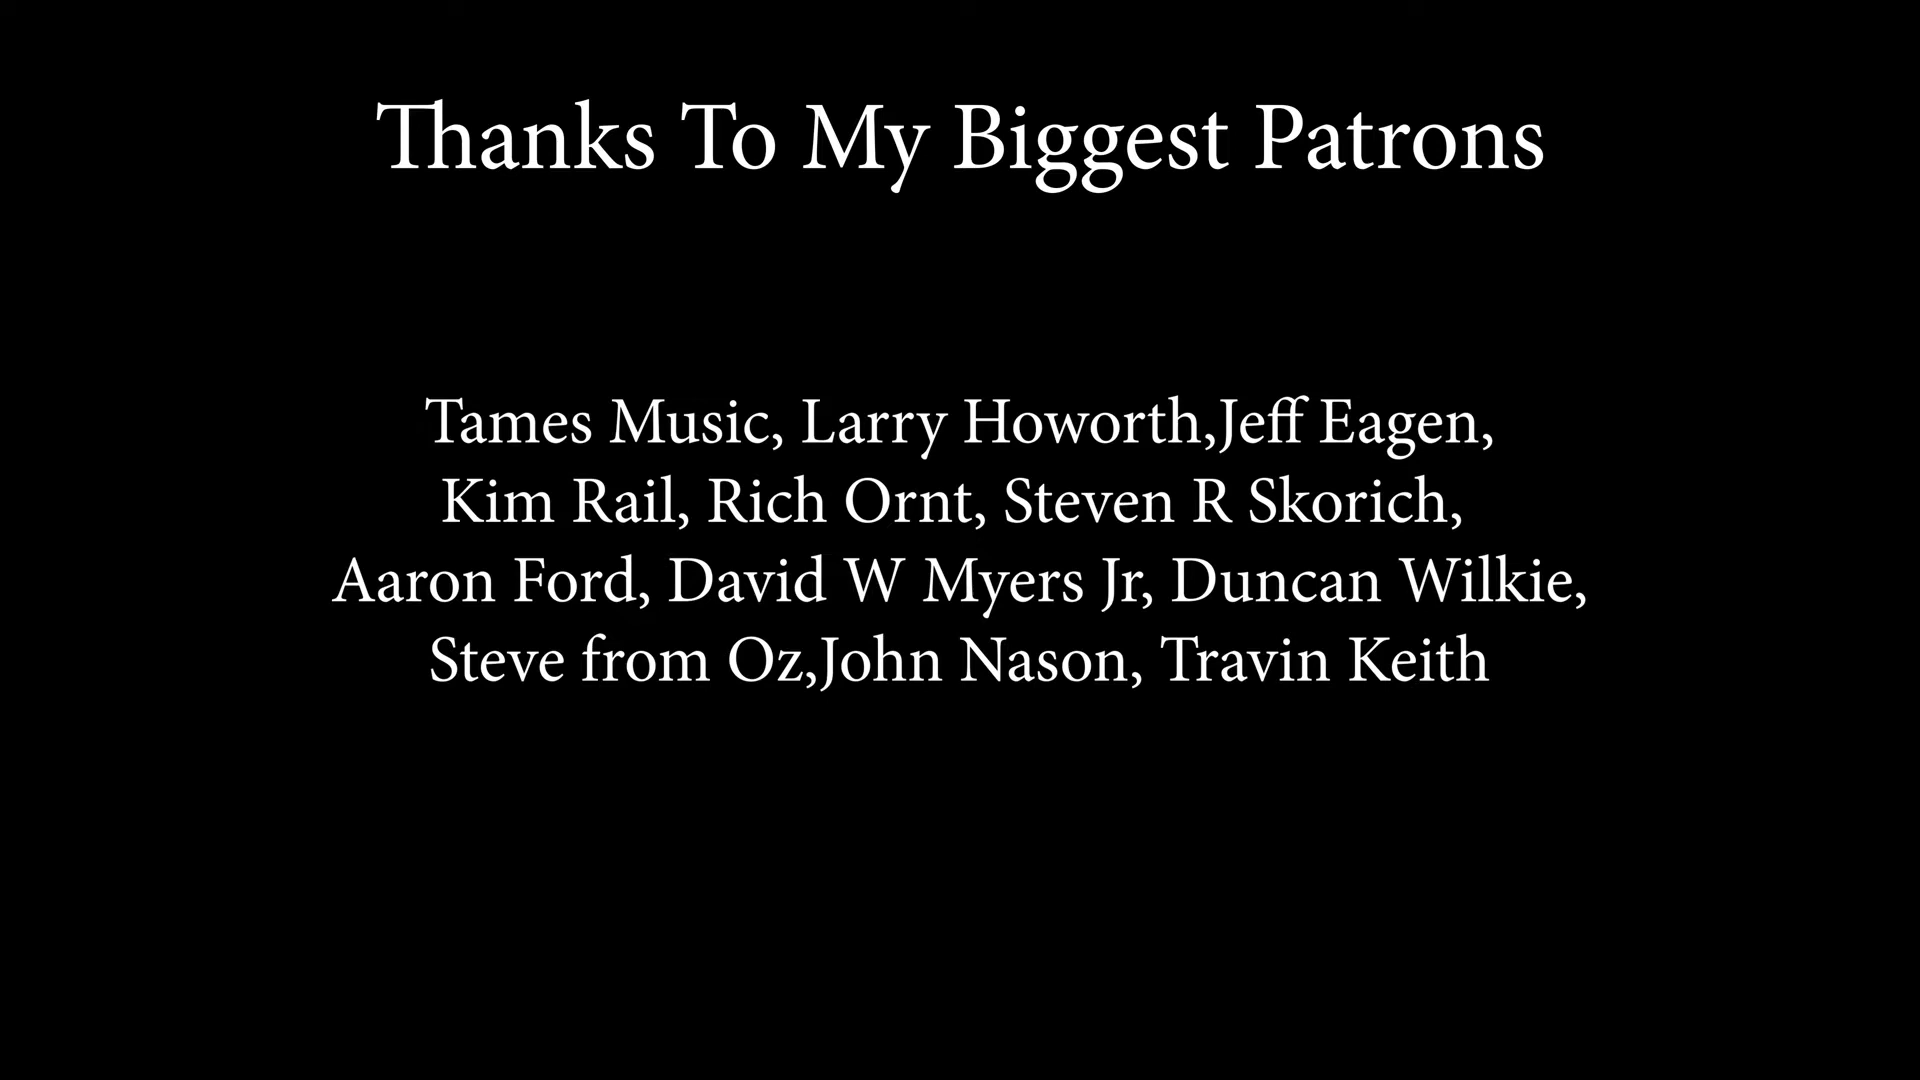 Thanks To My Biggest Patrons
Tames Music, Larry Howorth,Jeff Eagen,
Kim Rail, Rich Ornt, Steven R Skorich,
Aaron Ford, David W Myers Jr, Duncan Wilkie,
Steve from Oz,John Nason, Travin Keith